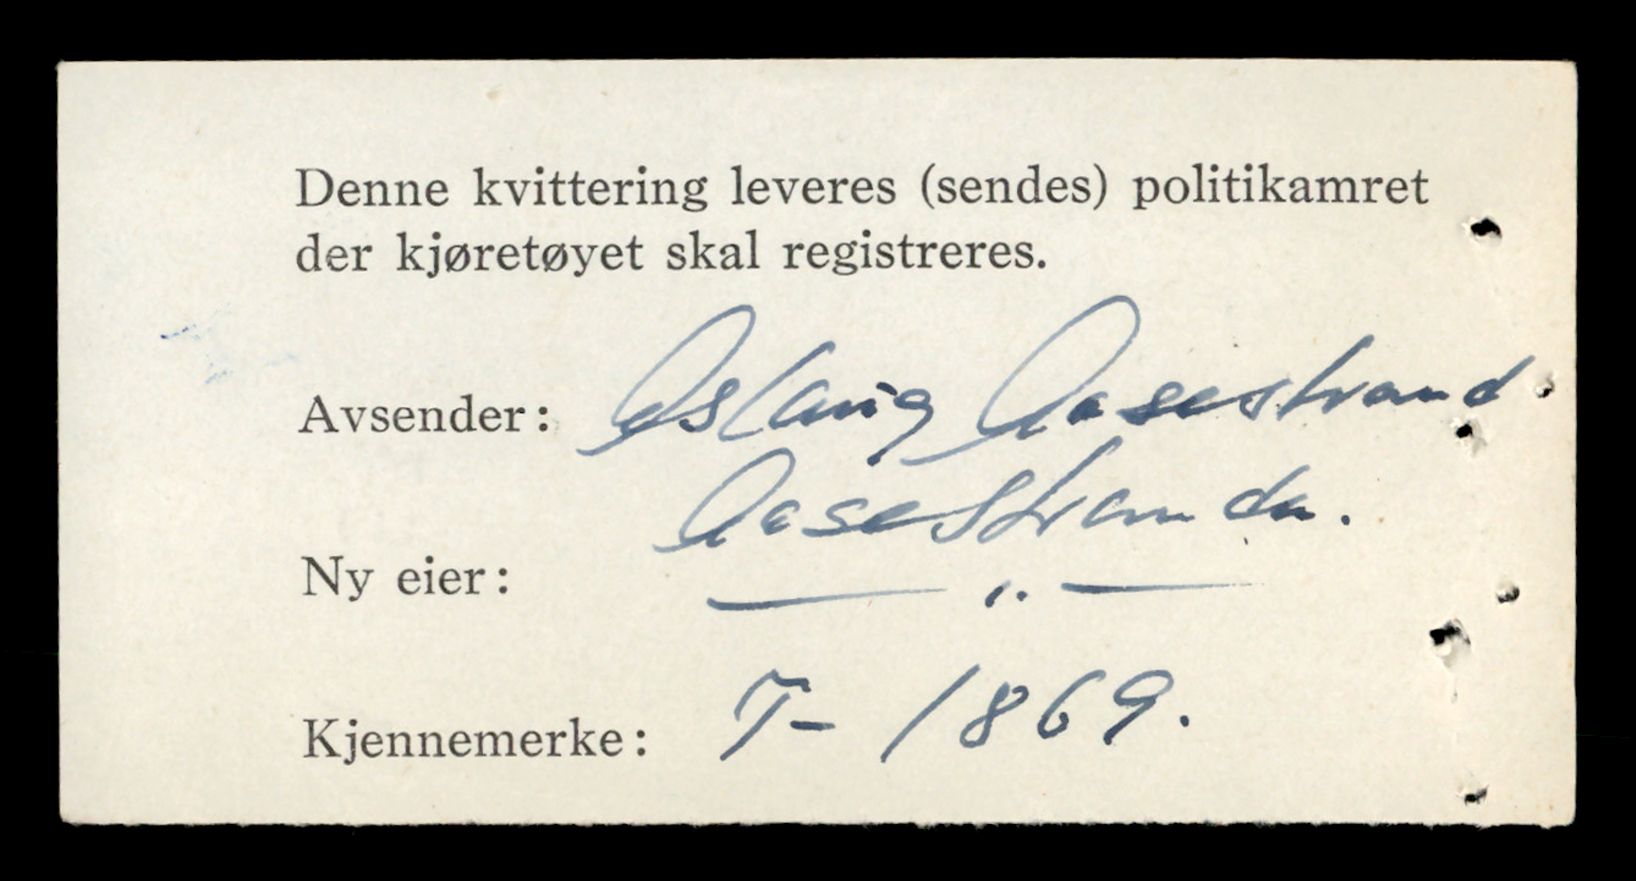 Denne kvittering leveres (sendes) politikamret
der kjøretøyet skal registreres.
Avsender: Aslaug Aasestrand
Aasestranda.
Ny eier: — " —
Kjennemerke: T- 1869.